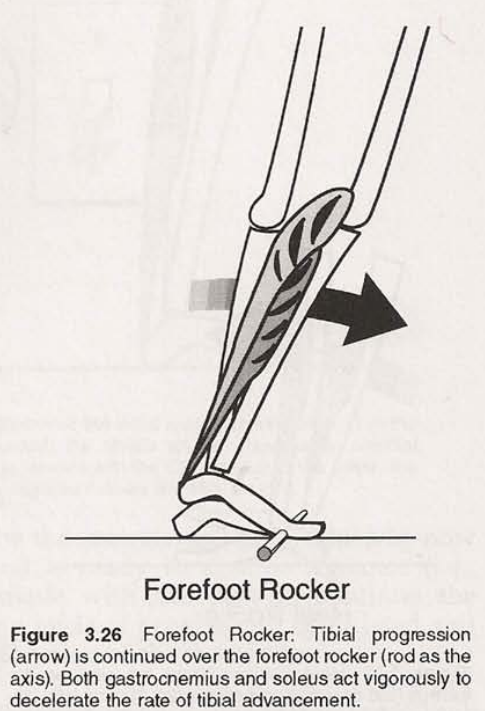 Forefoot Rocker
Figure 3.26 Forefoot Rocker: Tibial progression
(arrow) is continued over the forefoot rocker (rod as the
axis). Both gastrocnemius and soleus act vigorously to
decelerate the rate of tibial advancement.